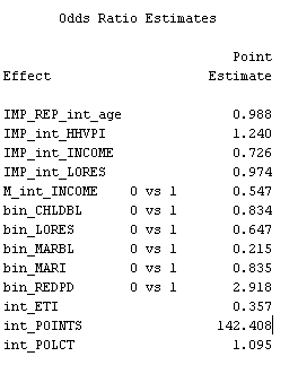 Odds Ratio Estimates
Point
Effect Estimate
IMP_REP_int_age 0.988
IMP_int_HHVPI 1.240
IMP_int_INCOME 0.726
IMP_int_LORES 0.974
M_int_INCOME 0 vs 1 0.547
bin_CHLDBL 0 vs 1 0.834
bin_LORES 0 vs 1 0.647
bin_MARBL 0 vs 1 0.215
bin_MARI 0 vs 1 0.835
bin_REDPD 0 vs 1 2.918
int_ETI 0.357
int_POINTS 142.408
int_POLCT 1.095